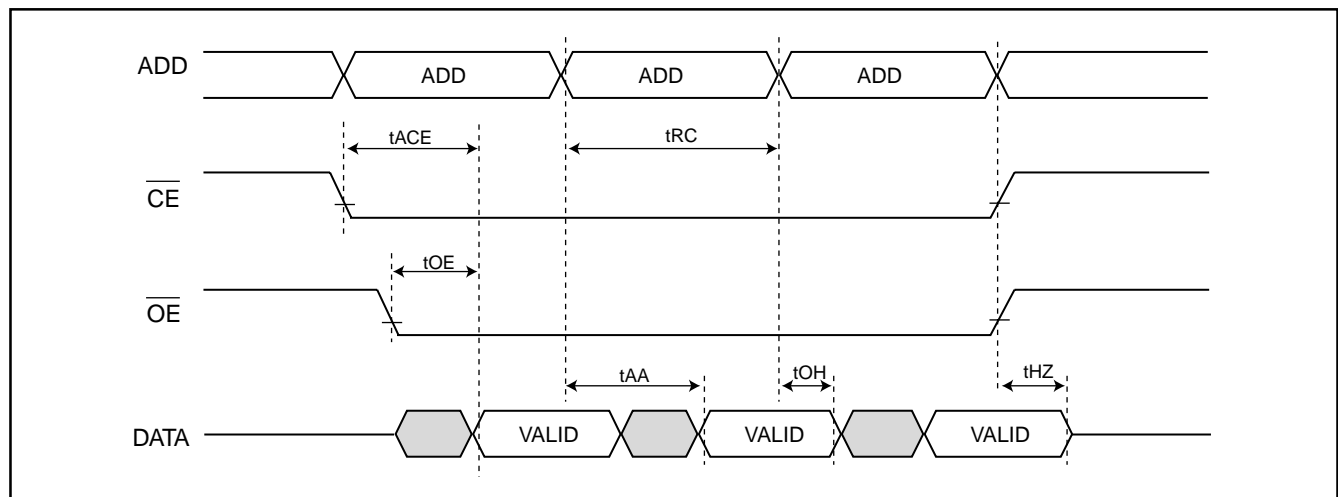 ADD ADD ADD ADD
tACE tRC
CE
tOE
OE
tAA tOH tHZ
DATA VALID VALID VALID